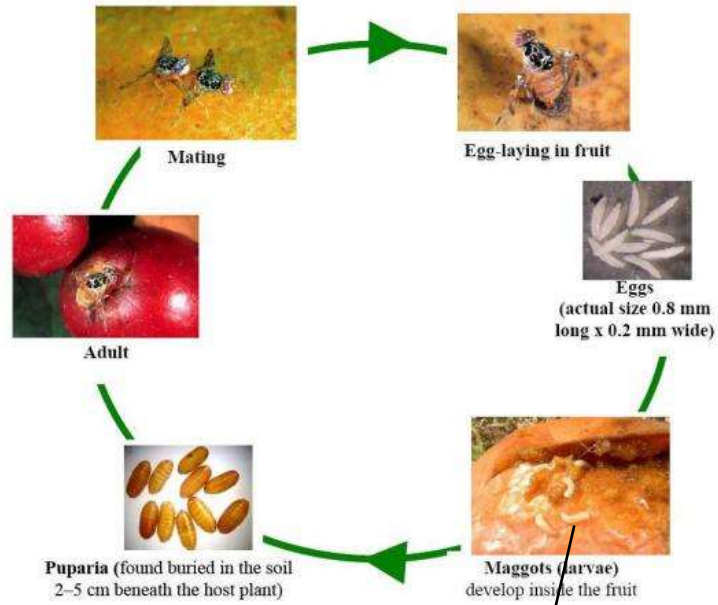 Mating
Egg-laying in fruit
Eggs
(actual size 0.8 mm
long x 0.2 mm wide)
Adult
Puparia (found buried in the soil
2–5 cm beneath the host plant)
Maggots (larvae)
develop inside the fruit